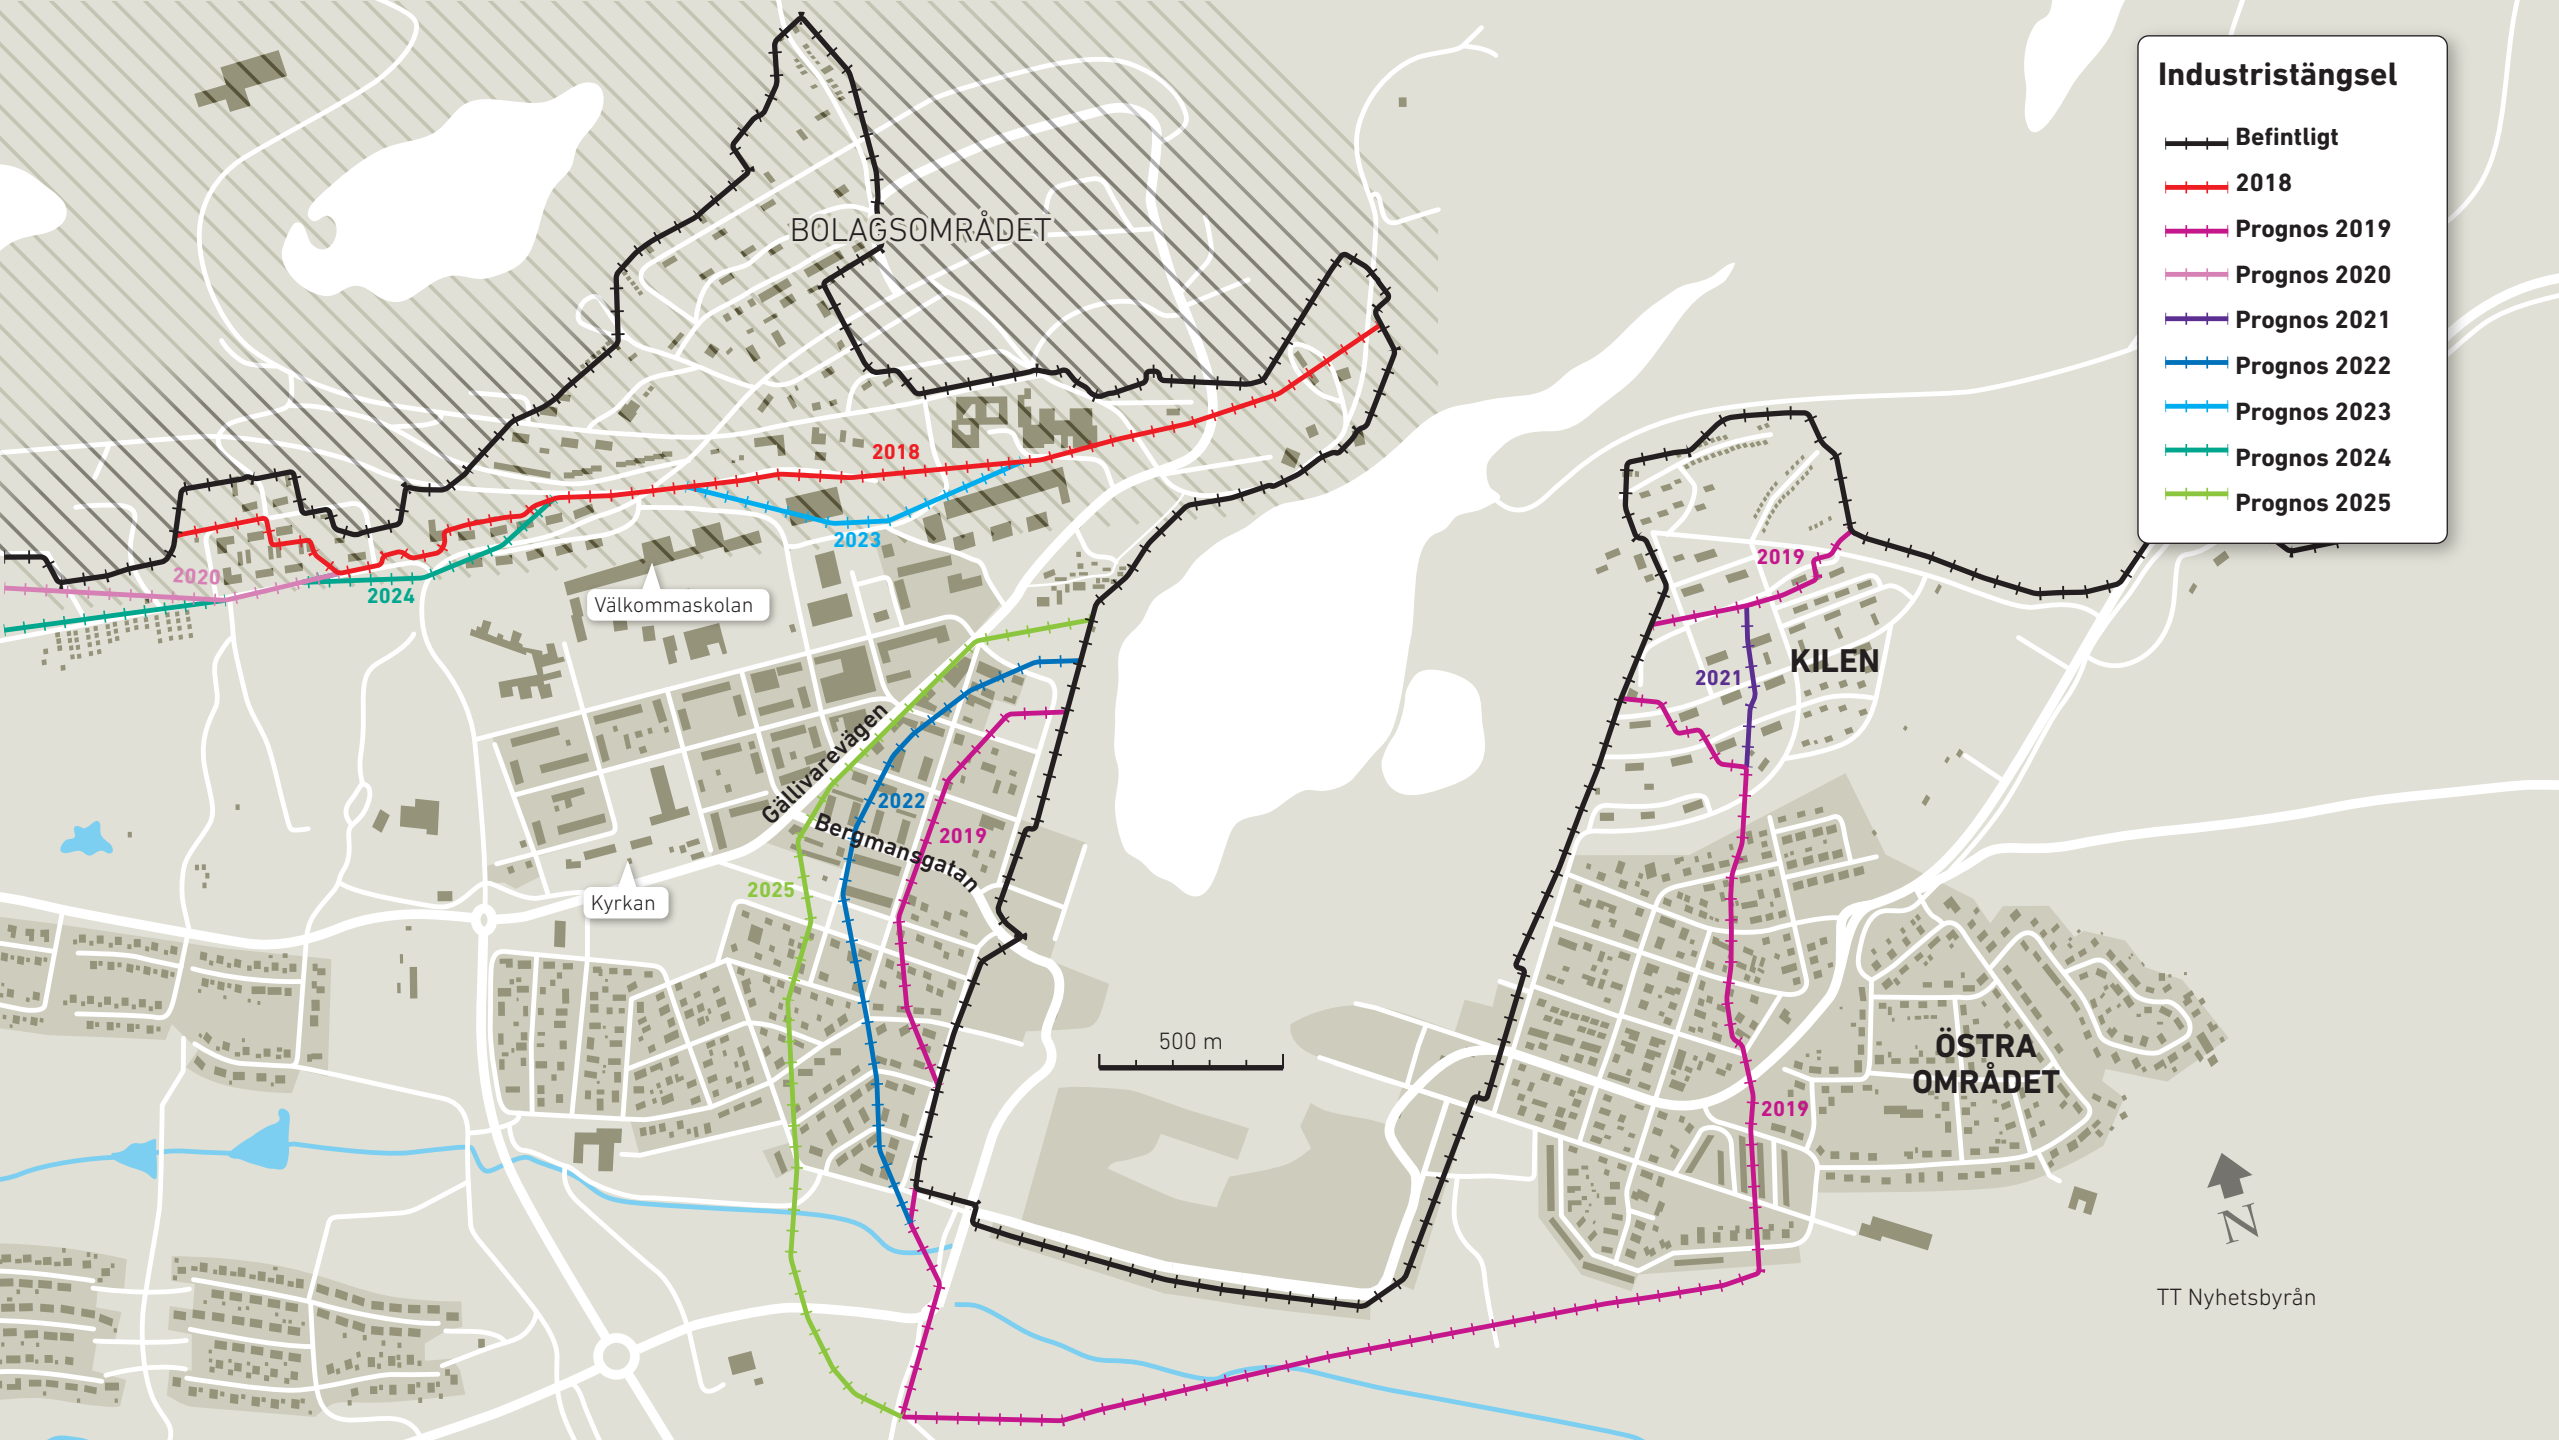 Industristängsel
Befintligt
2018
Prognos 2019
Prognos 2020
Prognos 2021
Prognos 2022
Prognos 2023
Prognos 2024
Prognos 2025
BOLAGSOMRÅDET
2018
2023
2020
2024
Välkommaskolan
2019
KILEN
2021
Gällivarevägen
2022
Bergmansgatan
2019
2025
Kyrkan
500 m
ÖSTRA
OMRÅDET
2019
N
TT Nyhetsbyrån